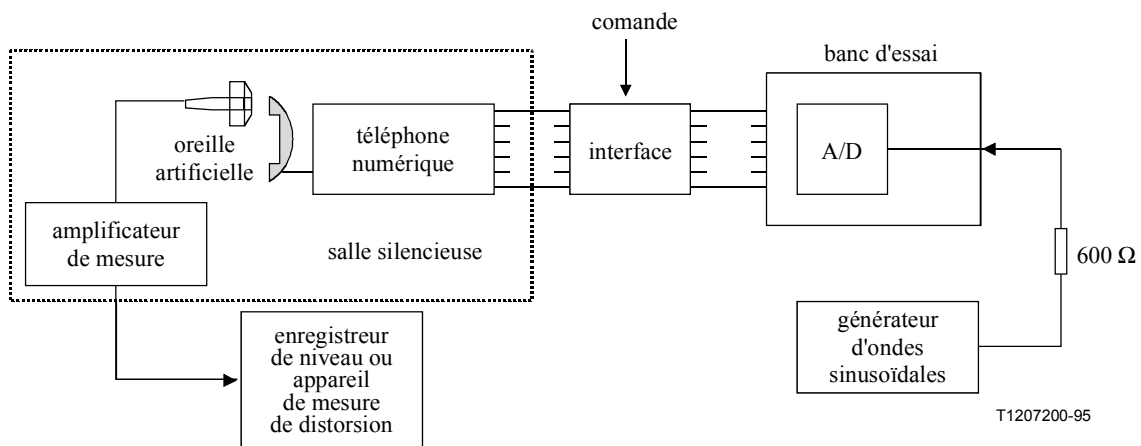 comande
banc d'essai
oreille
artificielle
téléphone
numérique
interface
A/D
amplificateur
de mesure
salle silencieuse
600 Ω
enregistreur
de niveau ou
appareil
de mesure
de distorsion
générateur
d'ondes
sinusoïdales
T1207200-95